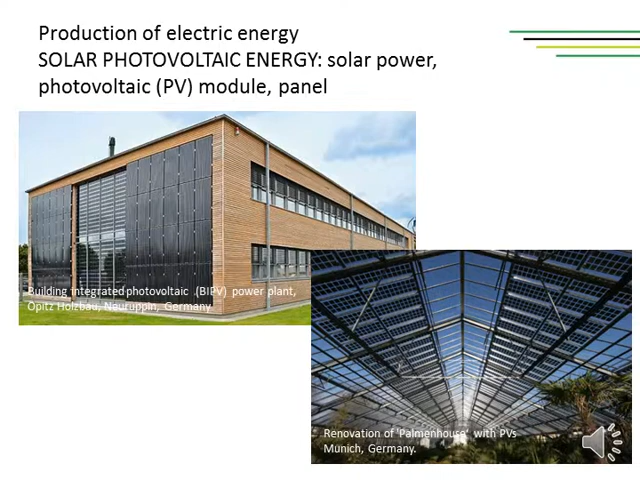 Production of electric energy
SOLAR PHOTOVOLTAIC ENERGY: solar power,
photovoltaic (PV) module, panel
Building integrated photovoltaic .(BIPV) power plant,
Opitz Holzbau, Neuruppin, Germany
Renovation of 'Palmenhouse' with PVs
Munich, Germany.